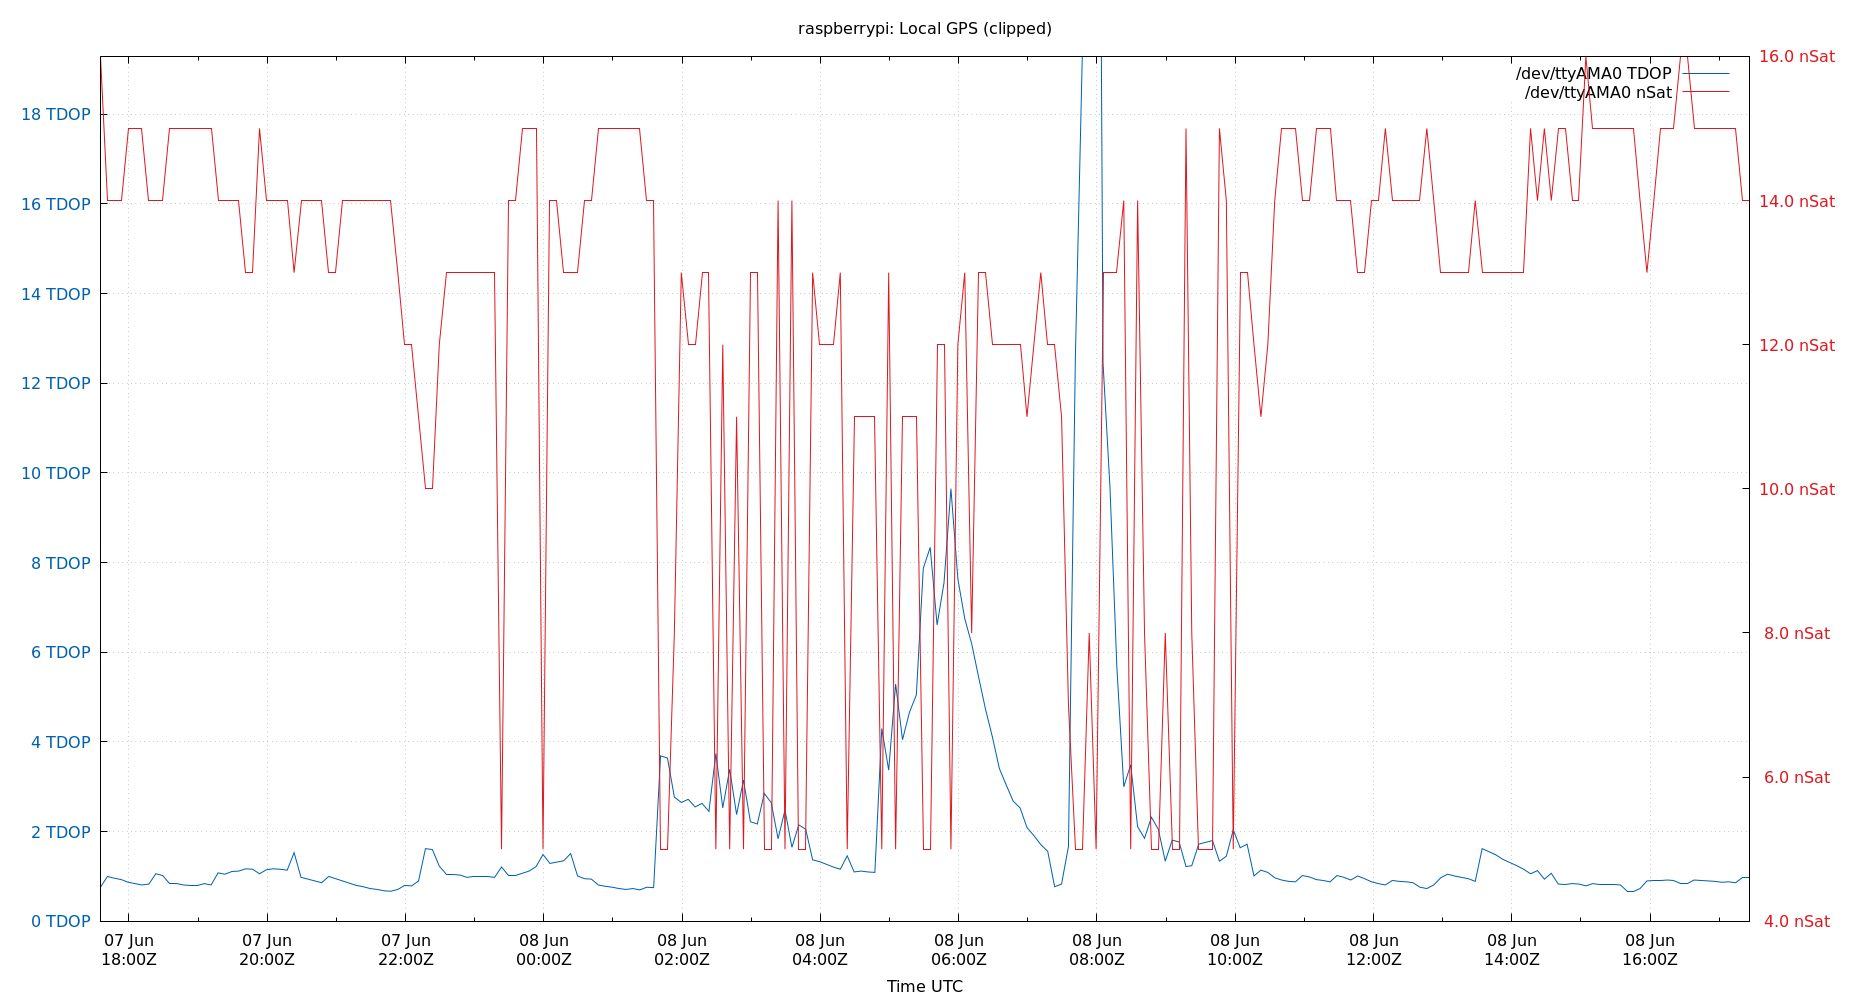 raspberrypi: Local GPS (clipped)
16.0 nSat
/dev/ttyAMA0 TDOP
/dev/ttyAMA0 nSat
18 TDOP
16 TDOP
14.0 nSat
14 TDOP
12.0 nSat
12 TDOP
10 TDOP
10.0 nSat
8 TDOP
8.0 nSat
6 TDOP
6.0 nSat
4 TDOP
2 TDOP
0 TDOP
4.0 nSat
07 Jun 07 Jun 07 Jun 08 Jun 08 Jun 08 Jun 08 Jun 08 Jun 08 Jun 08 Jun 08 Jun 08 Jun
18:00Z 20:00Z 22:00Z 00:00Z 02:00Z 04:00Z 06:00Z 08:00Z 10:00Z 12:00Z 14:00Z 16:00Z
Time UTC